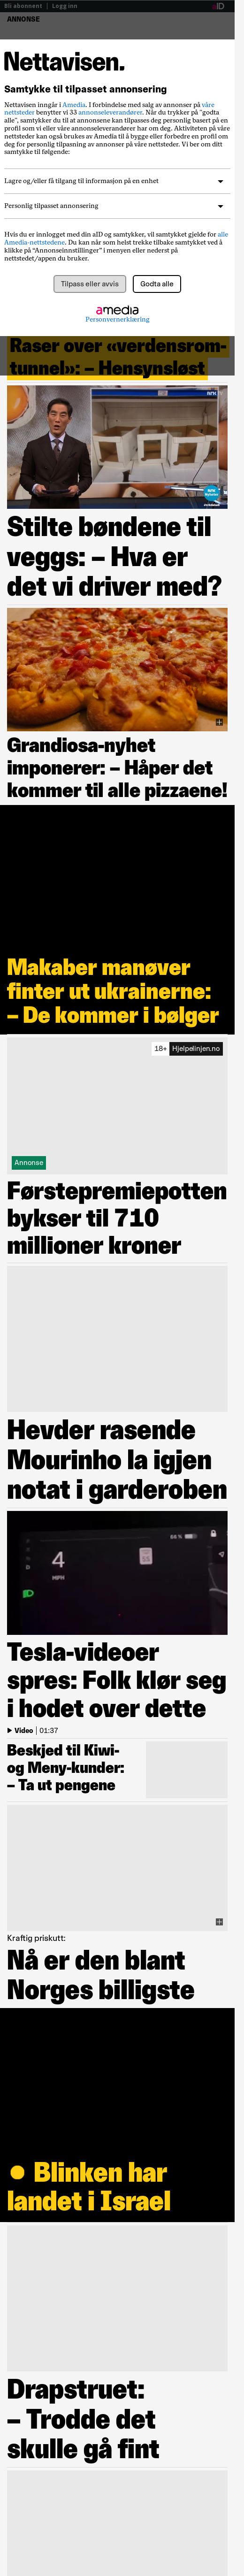 Bli abonnent | Logg inn
aID
ANNONSE
Nettavisen.
Samtykke til tilpasset annonsering
Nettavisen inngår i Amedia. I forbindelse med salg av annonser på våre
nettsteder benytter vi 33 annonseleverandører. Når du trykker på "godta
alle", samtykker du til at annonser kan tilpasses deg personlig basert på en
profil som vi eller våre annonseleverandører har om deg. Aktiviteten på våre
nettsteder kan også brukes av Amedia til å bygge eller forbedre en profil om
deg for personlig tilpasning av annonser på våre nettsteder. Vi ber om ditt
samtykke til følgende:
Lagre og/eller få tilgang til informasjon på en enhet
Personlig tilpasset annonsering
Hvis du er innlogget med din aID og samtykker, vil samtykket gjelde for alle
Amedia-nettstedene. Du kan når som helst trekke tilbake samtykket ved å
klikke på “Annonseinnstillinger” i menyen eller nederst på
nettstedet/appen du bruker.
Tilpass eller avvis
Godta alle
amedia
Personvernerklæring
Raser over «verdensrom-
tunnel»: – Hensynsløst
NRK
Stilte bøndene til
veggs: – Hva er
det vi driver med?
Grandiosa-nyhet
imponerer: – Håper det
kommer til alle pizzaene!
Makaber manøver
finter ut ukrainerne:
– De kommer i bølger
18+ Hjelpelinjen.no
Annonse
Førstepremiepotten
bykser til 710
millioner kroner
Hevder rasende
Mourinho la igjen
notat i garderoben
4
MPH
Tesla-videoer
spres: Folk klør seg
i hodet over dette
Video | 01:37
Beskjed til Kiwi-
og Meny-kunder:
– Ta ut pengene
Kraftig priskutt:
Nå er den blant
Norges billigste
Blinken har
landet i Israel
Drapstruet:
– Trodde det
skulle gå fint